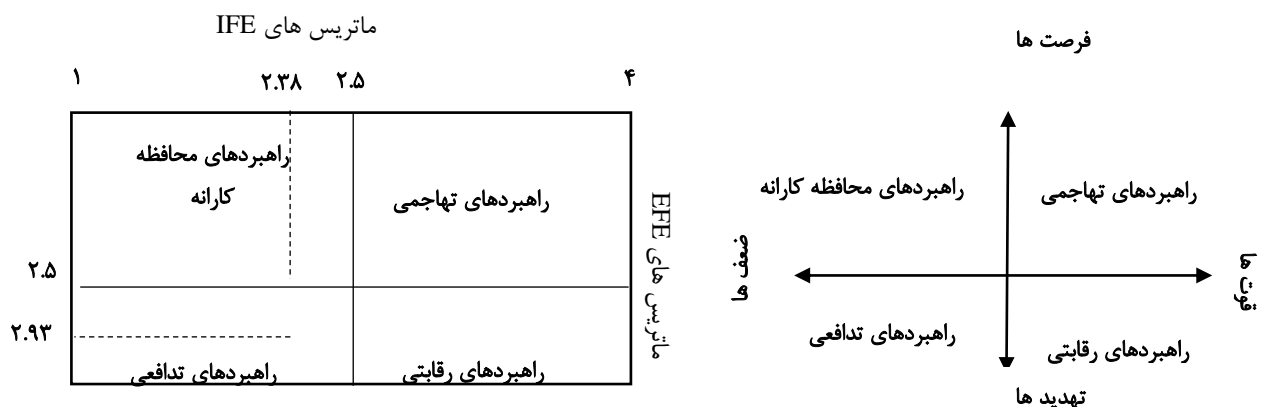 ماتریس های IFE
۱
۲.۳۸
۲.۵
۴
راهبردهای محافظه
کارانه
راهبردهای تهاجمی
۲.۵
۲.۹۳
راهبردهای تدافعی
راهبردهای رقابتی
ماتریس های EFE
فرصت ها
راهبردهای محافظه کارانه
راهبردهای تهاجمی
ضعف ها
قوت ها
راهبردهای تدافعی
راهبردهای رقابتی
تهدید ها